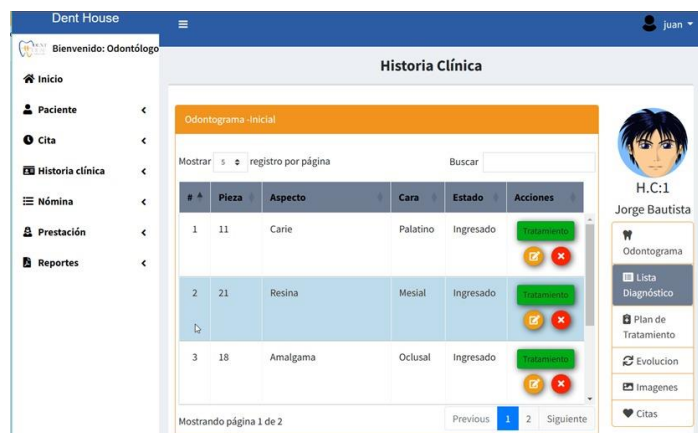 Dent House
juan
Bienvenido: Odontólogo
Inicio
Paciente
Cita
Historia clínica
Nómina
Prestación
Reportes
Historia Clínica
Odontograma -Inicial
Mostrar 5 registro por página
Buscar
# Pieza Aspecto Cara Estado Acciones
1 11 Carie Palatino Ingresado Tratamiento
2 21 Resina Mesial Ingresado Tratamiento
3 18 Amalgama Oclusal Ingresado Tratamiento
Mostrando página 1 de 2
Previous 1 2 Siguiente
H.C:1
Jorge Bautista
Odontograma
Lista
Diagnóstico
Plan de
Tratamiento
Evolucion
Imagenes
Citas